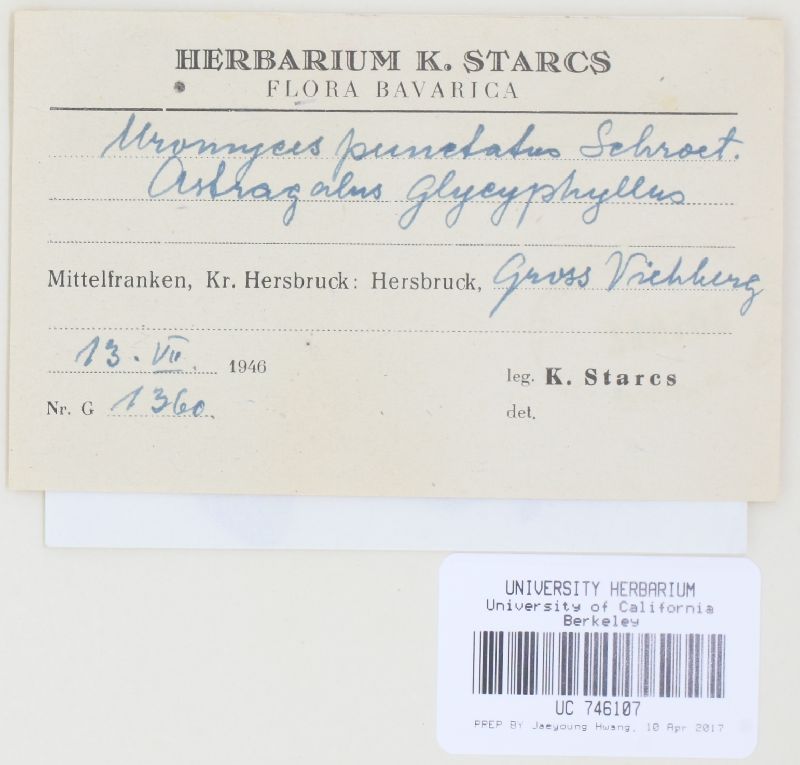 HERBARIUM K. STARCS
FLORA BAVARICA
Uromyces punctatus Schroet.
Astragalus glycyphyllus
Mittelfranken, Kr. Hersbruck: Hersbruck, Gross Viehberg
13. VII. 1946
leg. K. Starcs
Nr. G 1360.
det.
UNIVERSITY HERBARIUM
University of California
Berkeley
UC 746107
PREP BY Jaeyoung Hwang, 10 Apr 2017